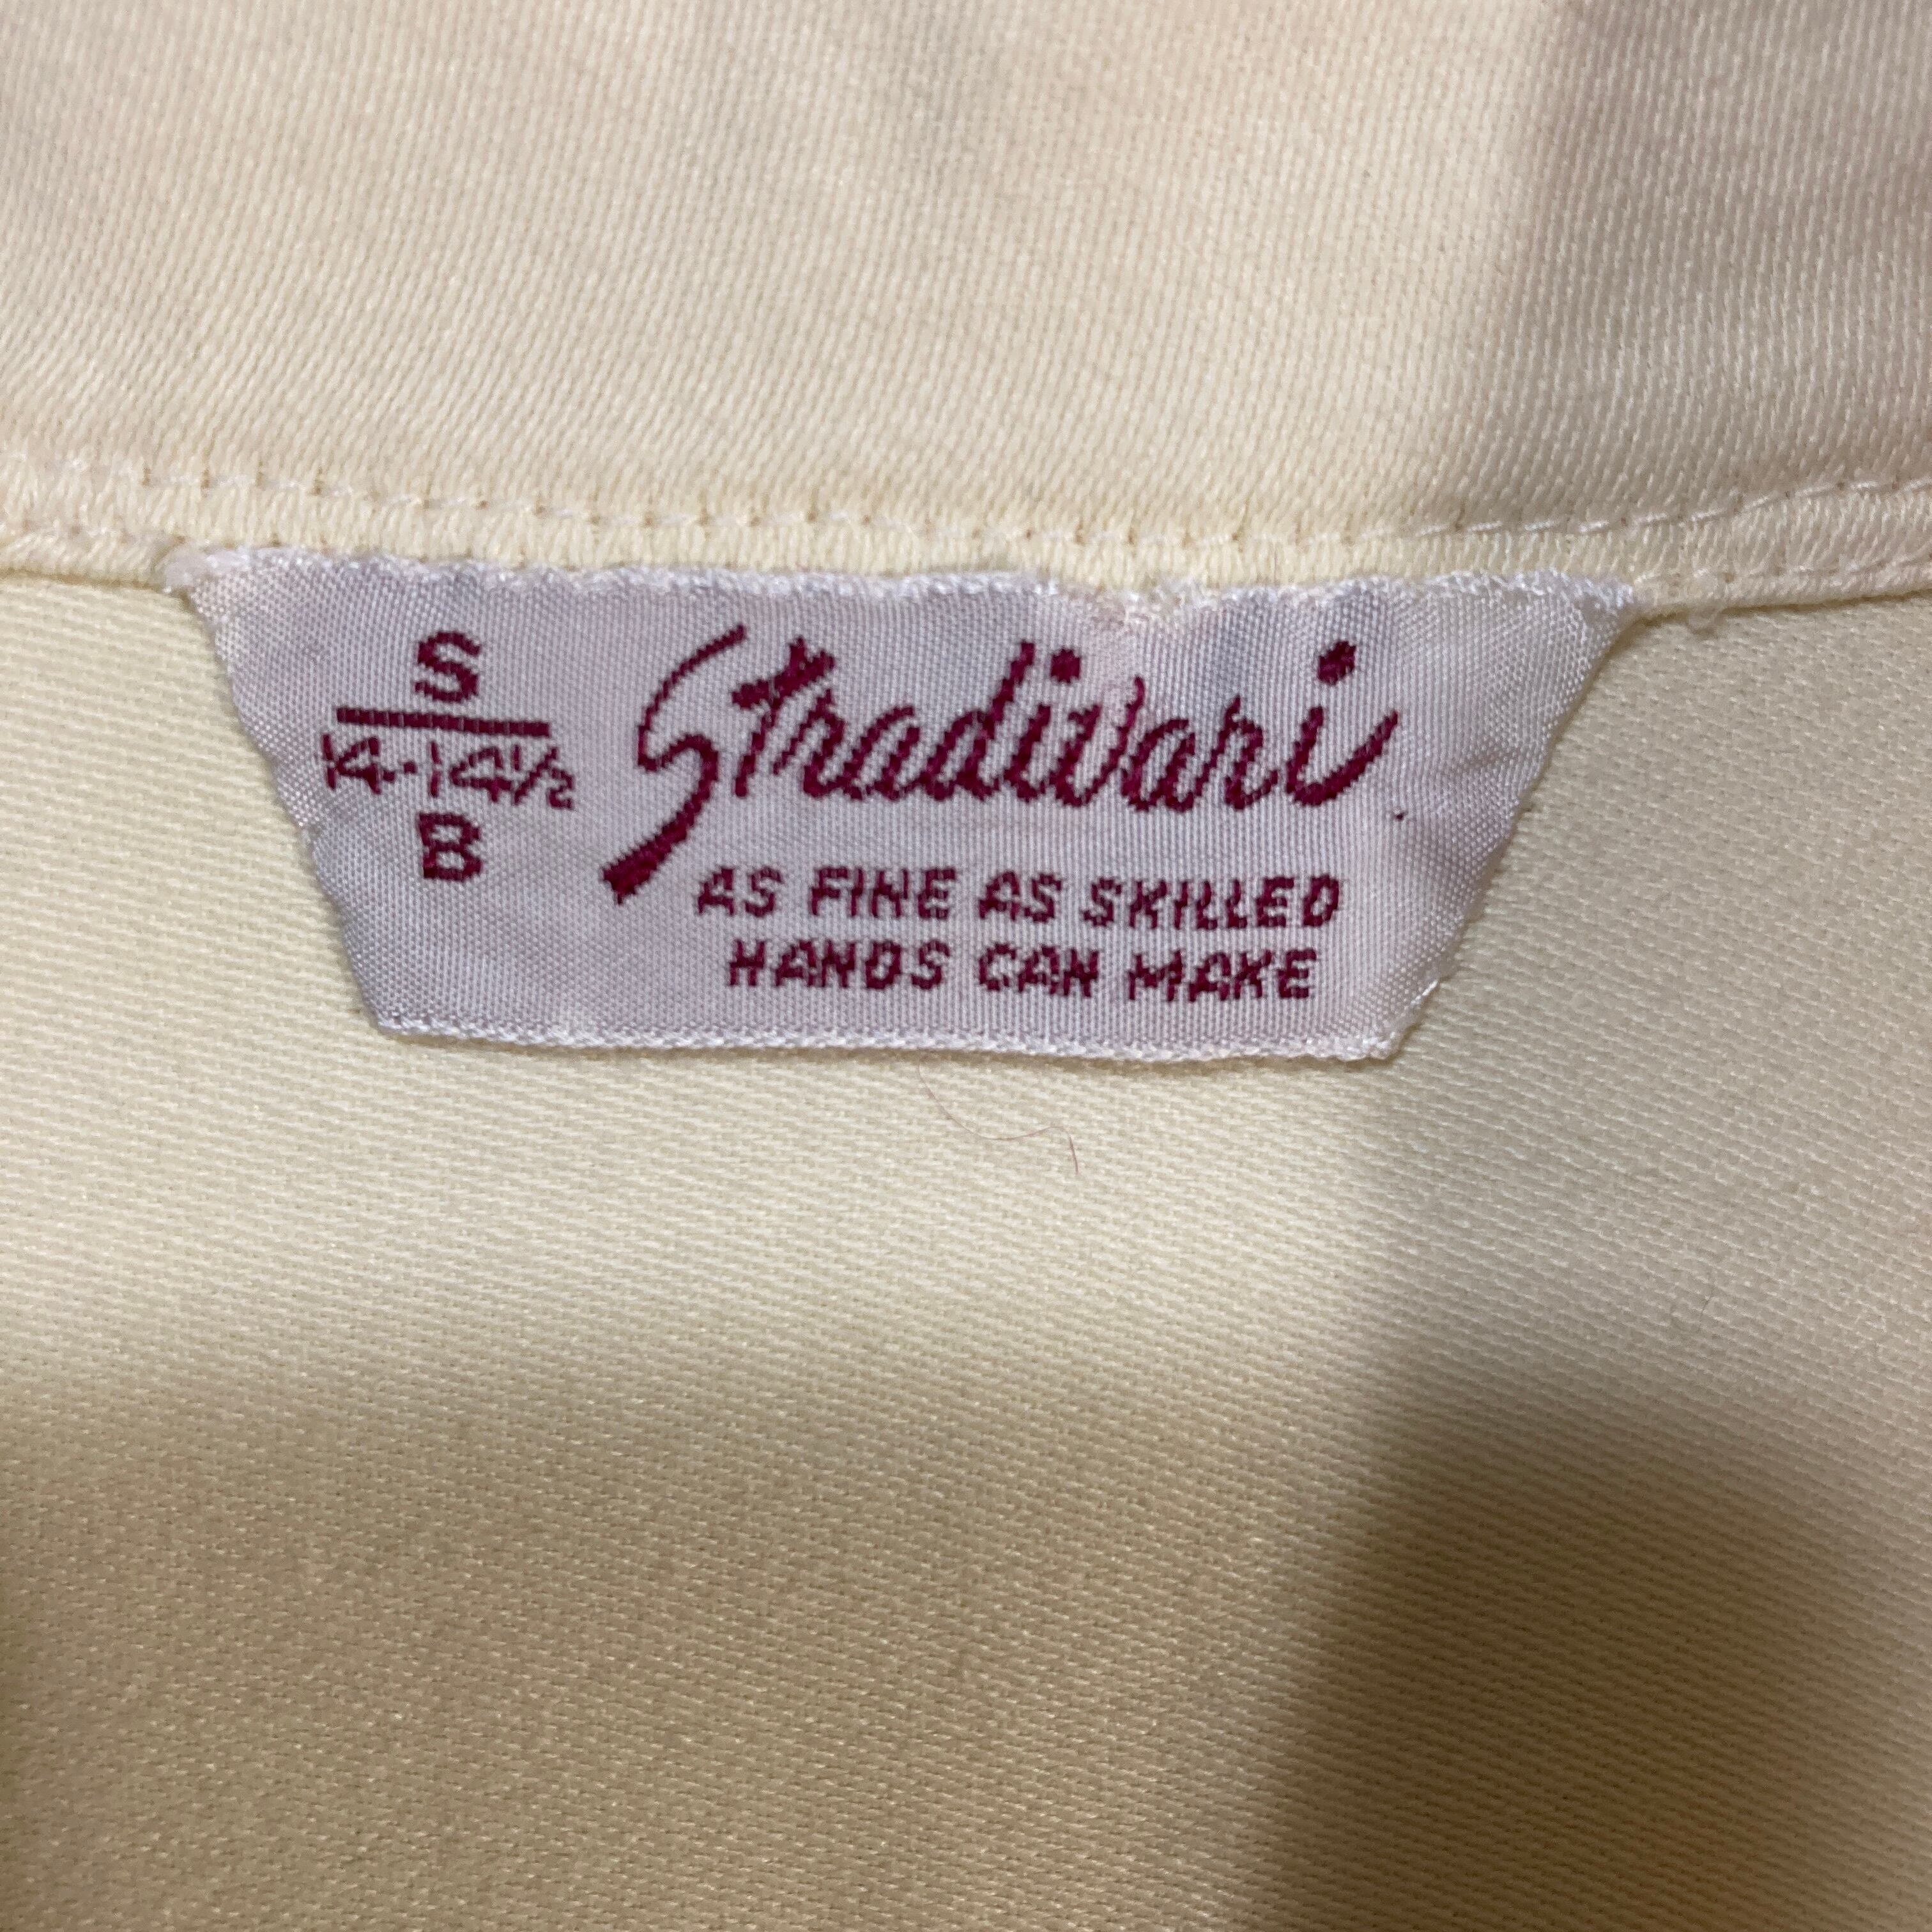 S
14-14½
B
Stradivari
AS FINE AS SKILLED
HANDS CAN MAKE